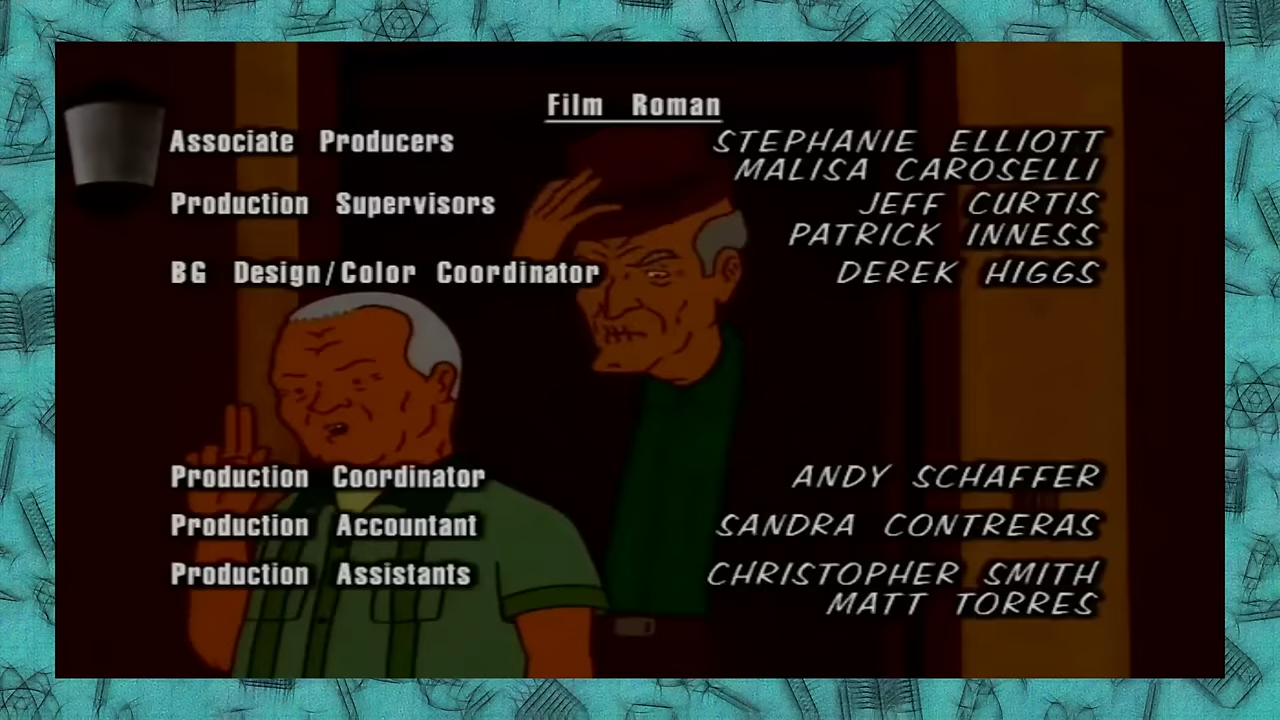 Film Roman
Associate Producers STEPHANIE ELLIOTT
MALISA CAROSELLI
Production Supervisors JEFF CURTIS
PATRICK INNESS
BG Design/Color Coordinator DEREK HIGGS
Production Coordinator ANDY SCHAFFER
Production Accountant SANDRA CONTRERAS
Production Assistants CHRISTOPHER SMITH
MATT TORRES